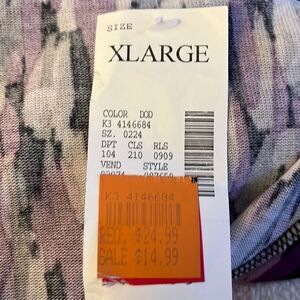 SIZE
XLARGE
COLOR DOD
K3 4146684
SZ. 0224
DPT CLS RLS
104 210 0909
VEND STYLE
K3 4146684
REG. $24.99
SALE $14.99